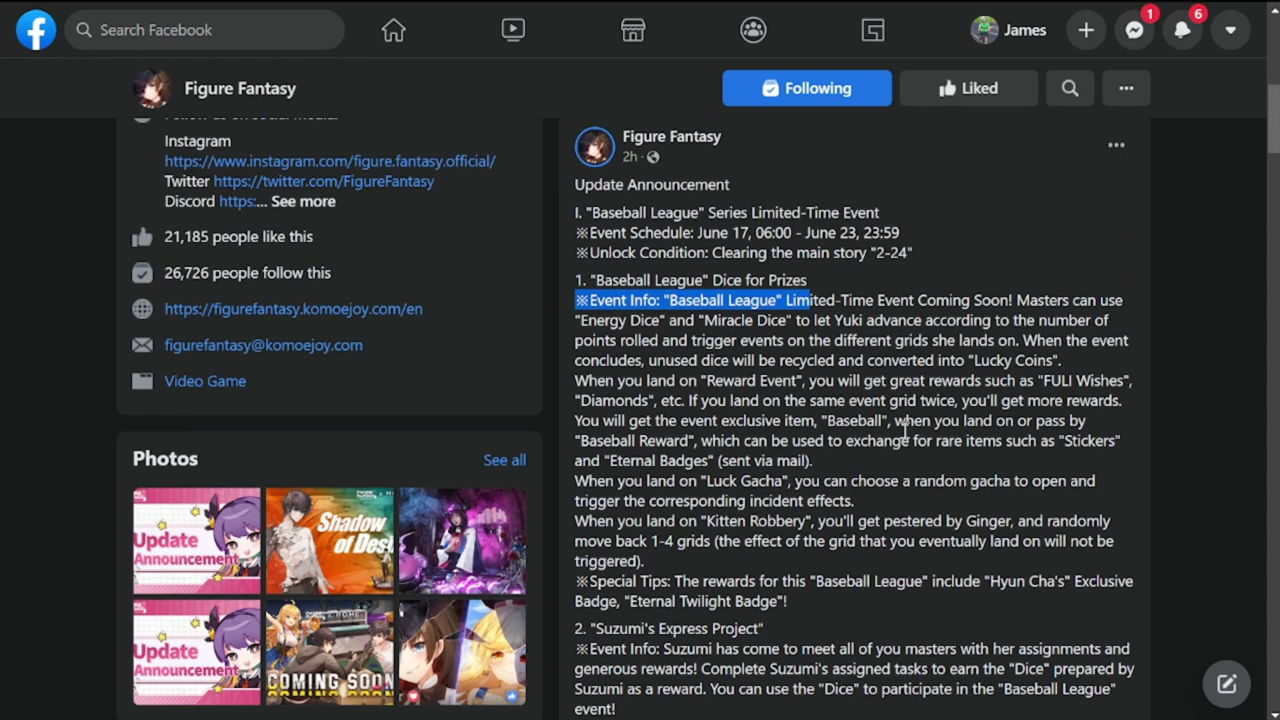 Search Facebook
James
1
6
Figure Fantasy
Following
Liked
Follow us on social media:
Instagram
https://www.instagram.com/figure.fantasy.official/
Twitter https://twitter.com/FigureFantasy
Discord https:... See more
21,185 people like this
26,726 people follow this
https://figurefantasy.komoejoy.com/en
figurefantasy@komoejoy.com
Video Game
Photos
See all
Update
Announcement
Shadow
of Des
Update
Announcement
COMING SOON
Figure Fantasy
2h ·
Update Announcement
I. "Baseball League" Series Limited-Time Event
※Event Schedule: June 17, 06:00 - June 23, 23:59
※Unlock Condition: Clearing the main story "2-24"
1. "Baseball League" Dice for Prizes
※Event Info: "Baseball League" Limited-Time Event Coming Soon! Masters can use
"Energy Dice" and "Miracle Dice" to let Yuki advance according to the number of
points rolled and trigger events on the different grids she lands on. When the event
concludes, unused dice will be recycled and converted into "Lucky Coins".
When you land on "Reward Event", you will get great rewards such as "FULI Wishes",
"Diamonds", etc. If you land on the same event grid twice, you'll get more rewards.
You will get the event exclusive item, "Baseball", when you land on or pass by
"Baseball Reward", which can be used to exchange for rare items such as "Stickers"
and "Eternal Badges" (sent via mail).
When you land on "Luck Gacha", you can choose a random gacha to open and
trigger the corresponding incident effects.
When you land on "Kitten Robbery", you'll get pestered by Ginger, and randomly
move back 1-4 grids (the effect of the grid that you eventually land on will not be
triggered).
※Special Tips: The rewards for this "Baseball League" include "Hyun Cha's" Exclusive
Badge, "Eternal Twilight Badge"!
2. "Suzumi's Express Project"
※Event Info: Suzumi has come to meet all of you masters with her assignments and
generous rewards! Complete Suzumi's assigned tasks to earn the "Dice" prepared by
Suzumi as a reward. You can use the "Dice" to participate in the "Baseball League"
event!